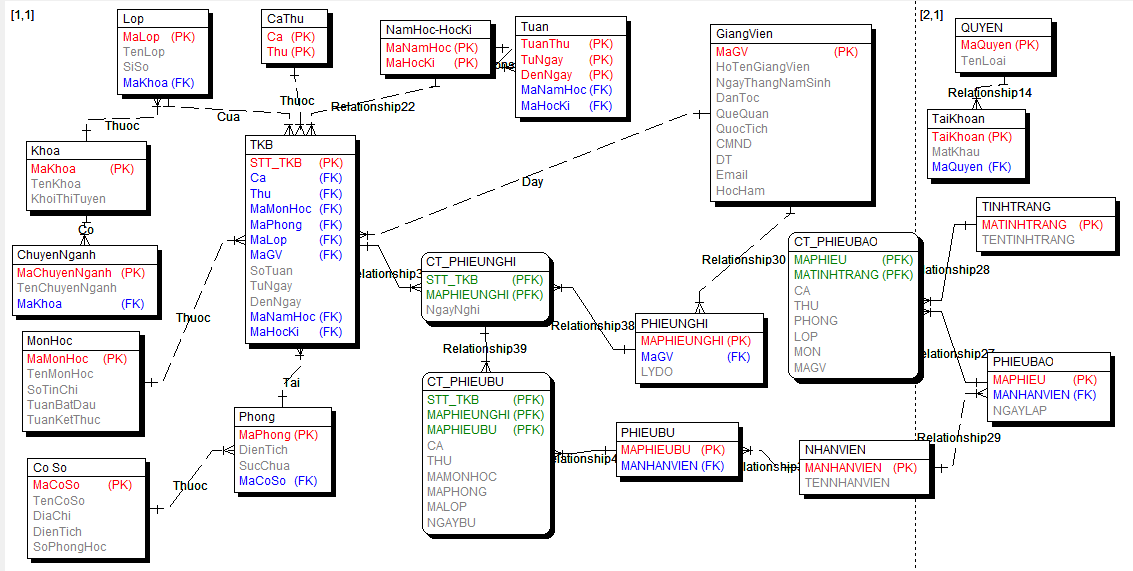 [1,1]
[2,1]
Lop
MaLop (PK)
TenLop
SiSo
MaKhoa (FK)
CaThu
Ca (PK)
Thu (PK)
NamHoc-HocKi
MaNamHoc (PK)
MaHocKi (PK)
Tuan
TuanThu (PK)
TuNgay (PK)
DenNgay (PK)
MaNamHoc (FK)
MaHocKi (FK)
GiangVien
MaGV (PK)
HoTenGiangVien
NgayThangNamSinh
DanToc
QueQuan
QuocTich
CMND
DT
Email
HocHam
QUYEN
MaQuyen (PK)
TenLoai
Relationship14
TaiKhoan
TaiKhoan (PK)
MatKhau
MaQuyen (FK)
Thuoc
Cua
Thuoc
Relationship22
Khoa
MaKhoa (PK)
TenKhoa
KhoiThiTuyen
Co
ChuyenNganh
MaChuyenNganh (PK)
TenChuyenNganh
MaKhoa (FK)
TKB
STT_TKB (PK)
Ca (FK)
Thu (FK)
MaMonHoc (FK)
MaPhong (FK)
MaLop (FK)
MaGV (FK)
SoTuan
TuNgay
DenNgay
MaNamHoc (FK)
MaHocKi (FK)
Day
Thuoc
MonHoc
MaMonHoc (PK)
TenMonHoc
SoTinChi
TuanBatDau
TuanKetThuc
Tai
Phong
MaPhong (PK)
DienTich
SucChua
MaCoSo (FK)
Thuoc
Co So
MaCoSo (PK)
TenCoSo
DiaChi
DienTich
SoPhongHoc
elationship3
CT_PHIEUNGHI
STT_TKB (PFK)
MAPHIEUNGHI (PFK)
NgayNghi
Relationship38
Relationship39
Relationship30
PHIEUNGHI
MAPHIEUNGHI (PK)
MaGV (FK)
LYDO
CT_PHIEUBU
STT_TKB (PFK)
MAPHIEUNGHI (PFK)
MAPHIEUBU (PFK)
CA
THU
MAMONHOC
MAPHONG
MALOP
NGAYBU
elationship4
PHIEUBU
MAPHIEUBU (PK)
MANHANVIEN (FK)
NHANVIEN
MANHANVIEN (PK)
TENNHANVIEN
CT_PHIEUBAO
MAPHIEU (PFK)
MATINHTRANG (PFK)
CA
THU
PHONG
LOP
MON
MAGV
TINHTRANG
MATINHTRANG (PK)
TENTINHTRANG
elationship28
elationship27
PHIEUBAO
MAPHIEU (PK)
MANHANVIEN (FK)
NGAYLAP
Relationship29